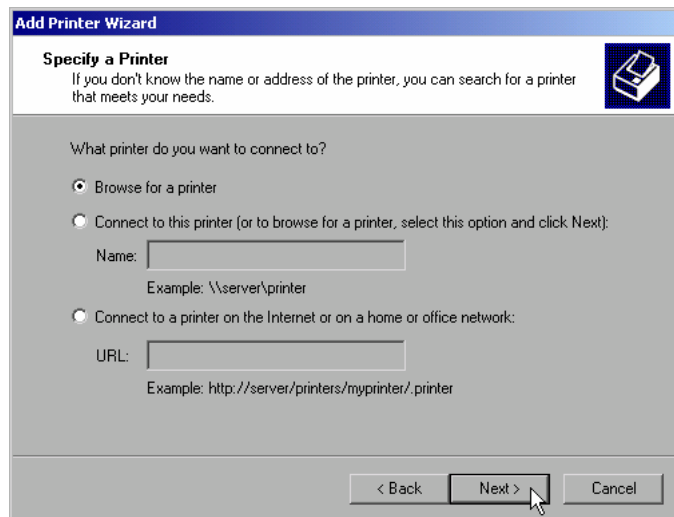 Add Printer Wizard
Specify a Printer
If you don't know the name or address of the printer, you can search for a printer
that meets your needs.
What printer do you want to connect to?
Browse for a printer
Connect to this printer (or to browse for a printer, select this option and click Next):
Name:
Example: \\server\printer
Connect to a printer on the Internet or on a home or office network:
URL:
Example: http://server/printers/myprinter/.printer
< Back Next > Cancel